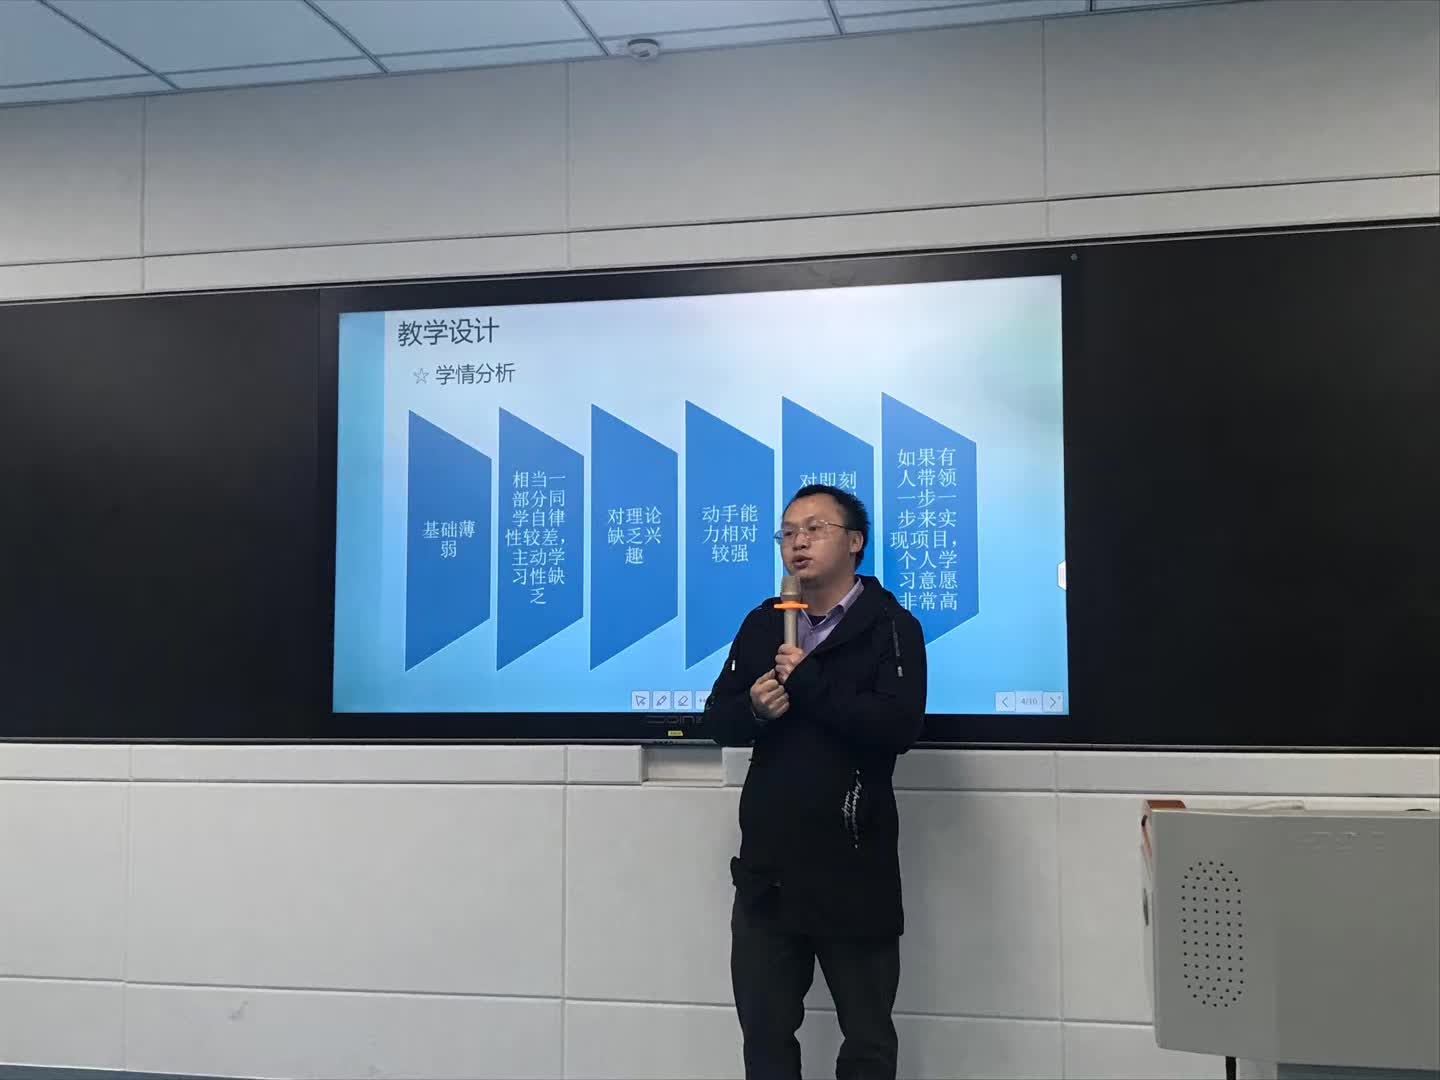 教学设计
☆ 学情分析
基础薄
弱
相当一
部分同
学自律
性较差，
主动学
习性缺
乏
对理论
缺乏兴
趣
动手能
力相对
较强
对即刻
如果有
人带领
一步一
步来实
现项目，
个人学
习意愿
非常高
4/10